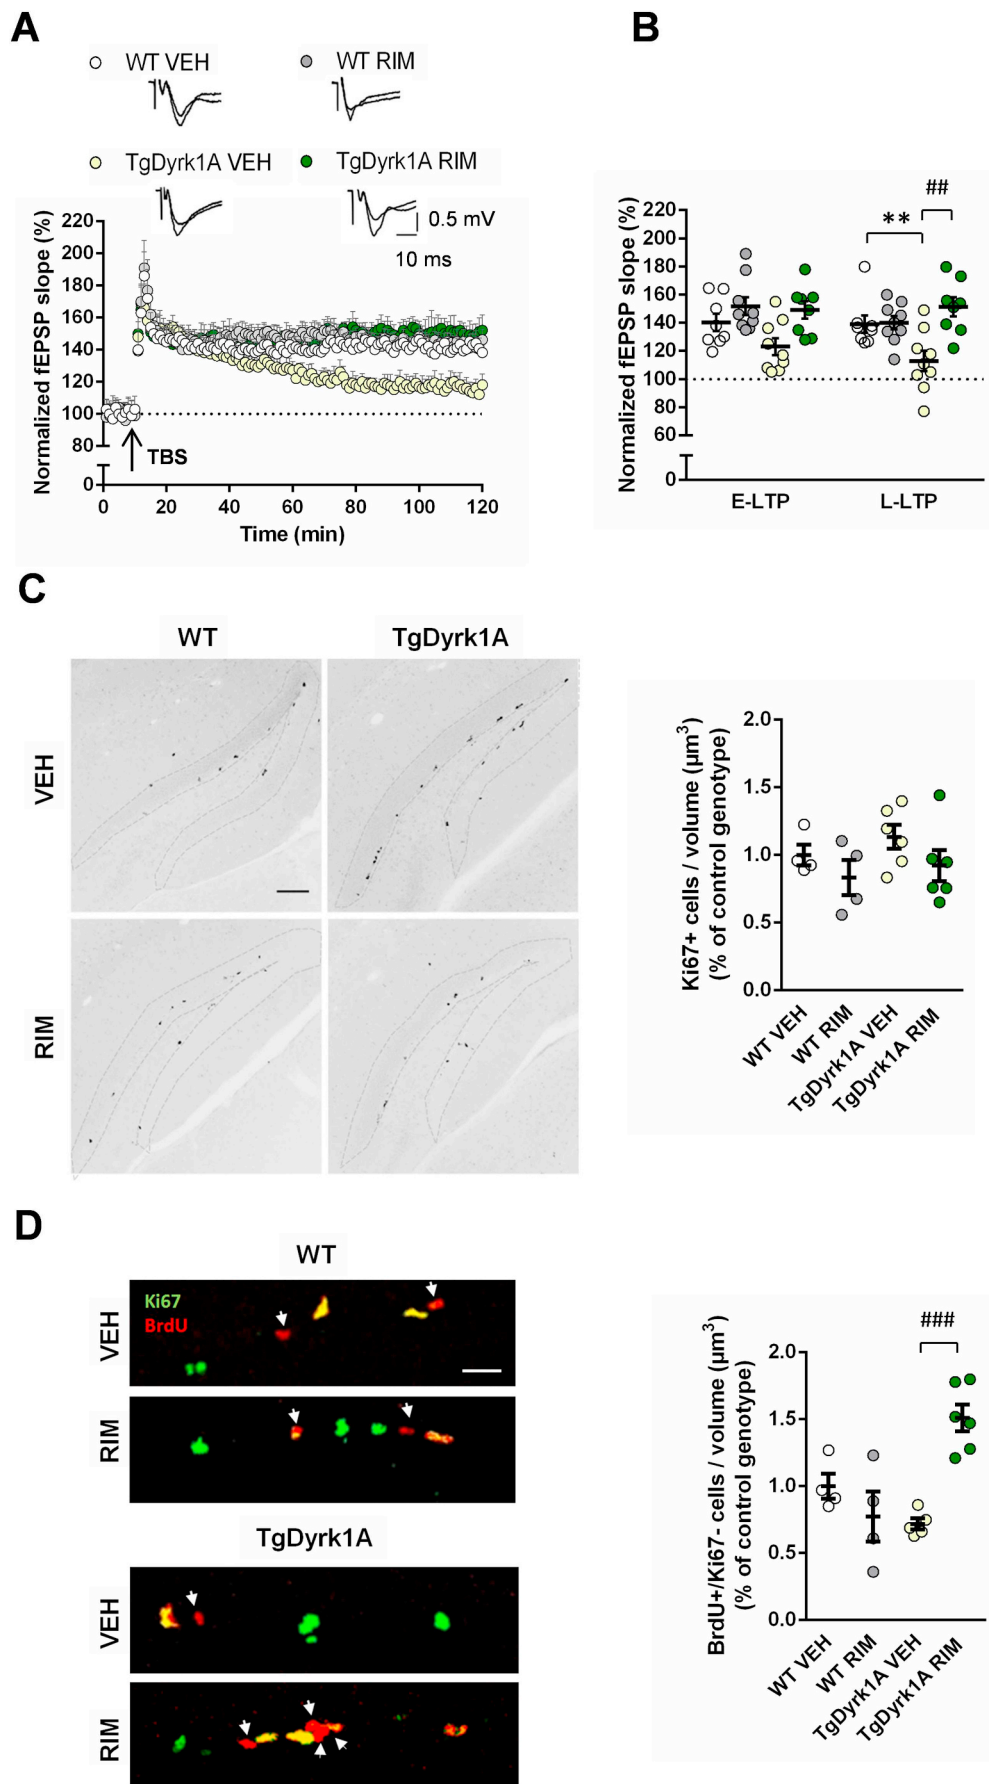 A
WT VEH
WT RIM
TgDyrk1A VEH
TgDyrk1A RIM
0.5 mV
10 ms
Normalized fEPSP slope (%)
220
200
180
160
140
120
100
80
0
TBS
0 20 40 60 80 100 120
Time (min)
B
##
**
Normalized fEPSP slope (%)
220
200
180
160
140
120
100
80
60
0
E-LTP L-LTP
C
WT
TgDyrk1A
VEH
RIM
Ki67+ cells / volume (µm³)
(% of control genotype)
2.0
1.5
1.0
0.5
0.0
WT VEH
WT RIM
TgDyrk1A VEH
TgDyrk1A RIM
D
WT
VEH
Ki67
BrdU
RIM
TgDyrk1A
VEH
RIM
###
BrdU+/Ki67- cells / volume (µm³)
(% of control genotype)
2.0
1.5
1.0
0.5
0.0
WT VEH
WT RIM
TgDyrk1A VEH
TgDyrk1A RIM